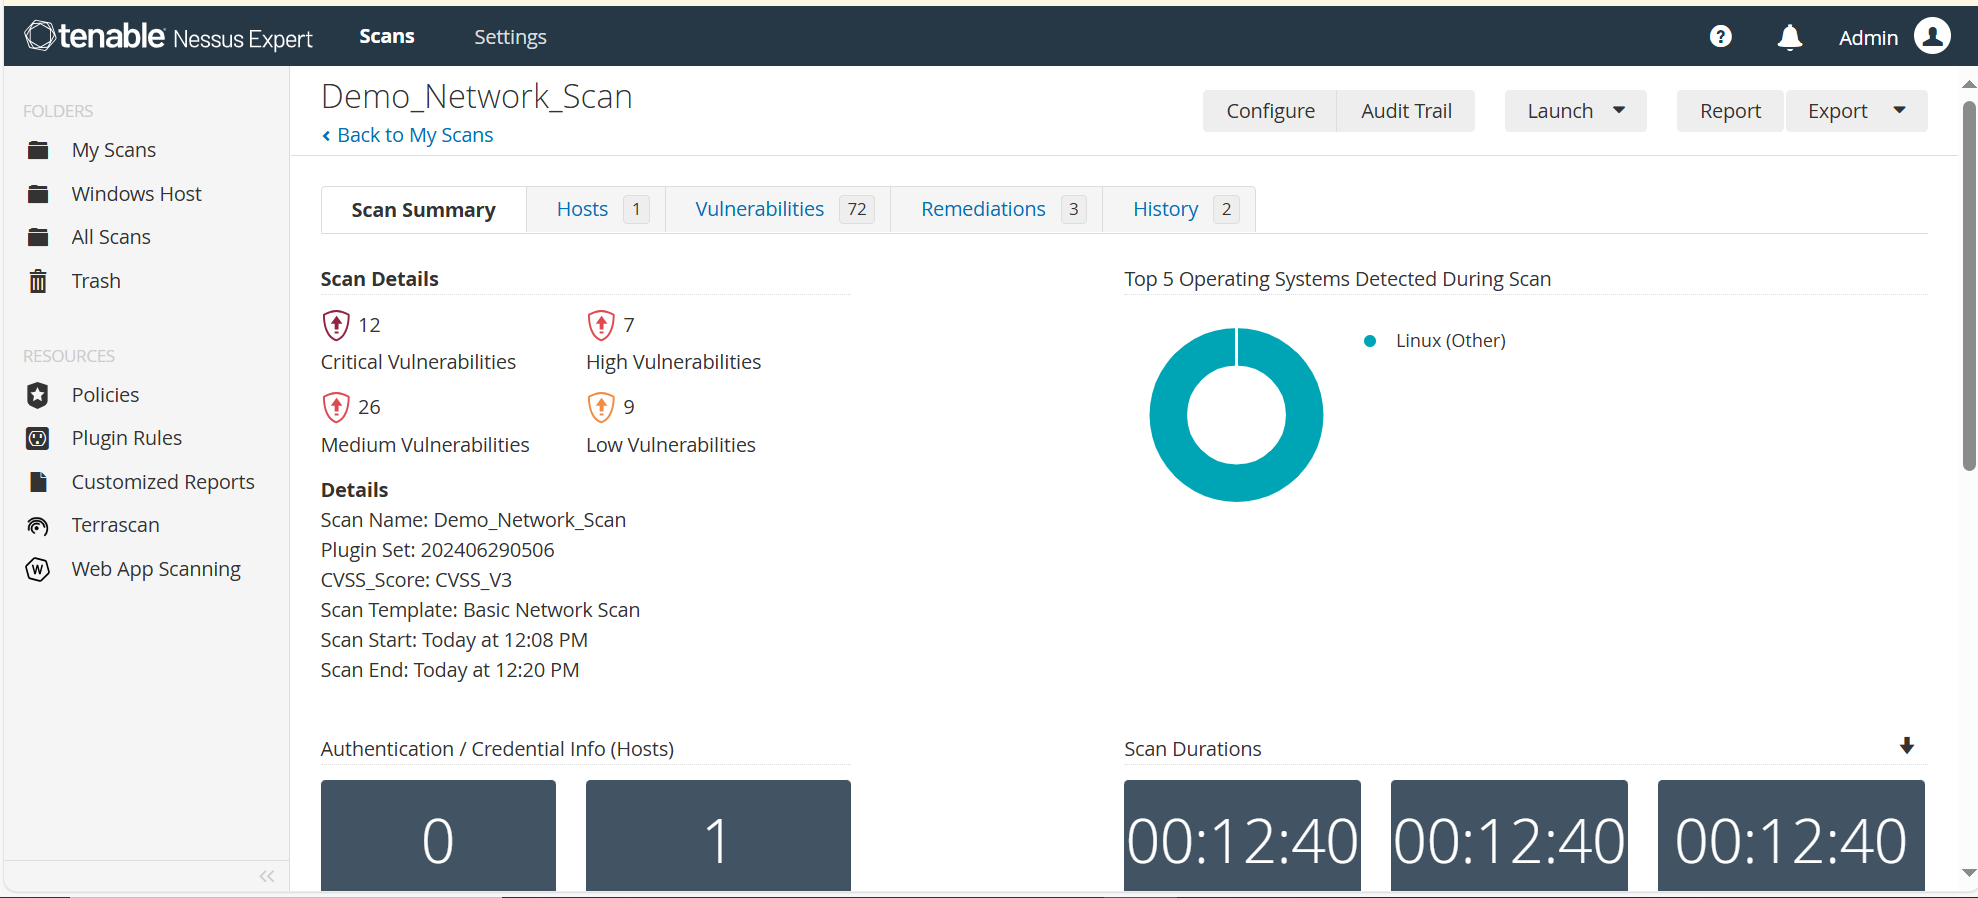 tenable Nessus Expert Scans Settings ? Admin
FOLDERS
My Scans
Windows Host
All Scans
Trash
RESOURCES
Policies
Plugin Rules
Customized Reports
Terrascan
W Web App Scanning
Demo_Network_Scan
Back to My Scans
Configure Audit Trail Launch Report Export
Scan Summary Hosts 1 Vulnerabilities 72 Remediations 3 History 2
Scan Details
12
Critical Vulnerabilities
7
High Vulnerabilities
26
Medium Vulnerabilities
9
Low Vulnerabilities
Details
Scan Name: Demo_Network_Scan
Plugin Set: 202406290506
CVSS_Score: CVSS_V3
Scan Template: Basic Network Scan
Scan Start: Today at 12:08 PM
Scan End: Today at 12:20 PM
Top 5 Operating Systems Detected During Scan
Linux (Other)
Authentication / Credential Info (Hosts)
0 1
Scan Durations
00:12:40 00:12:40 00:12:40